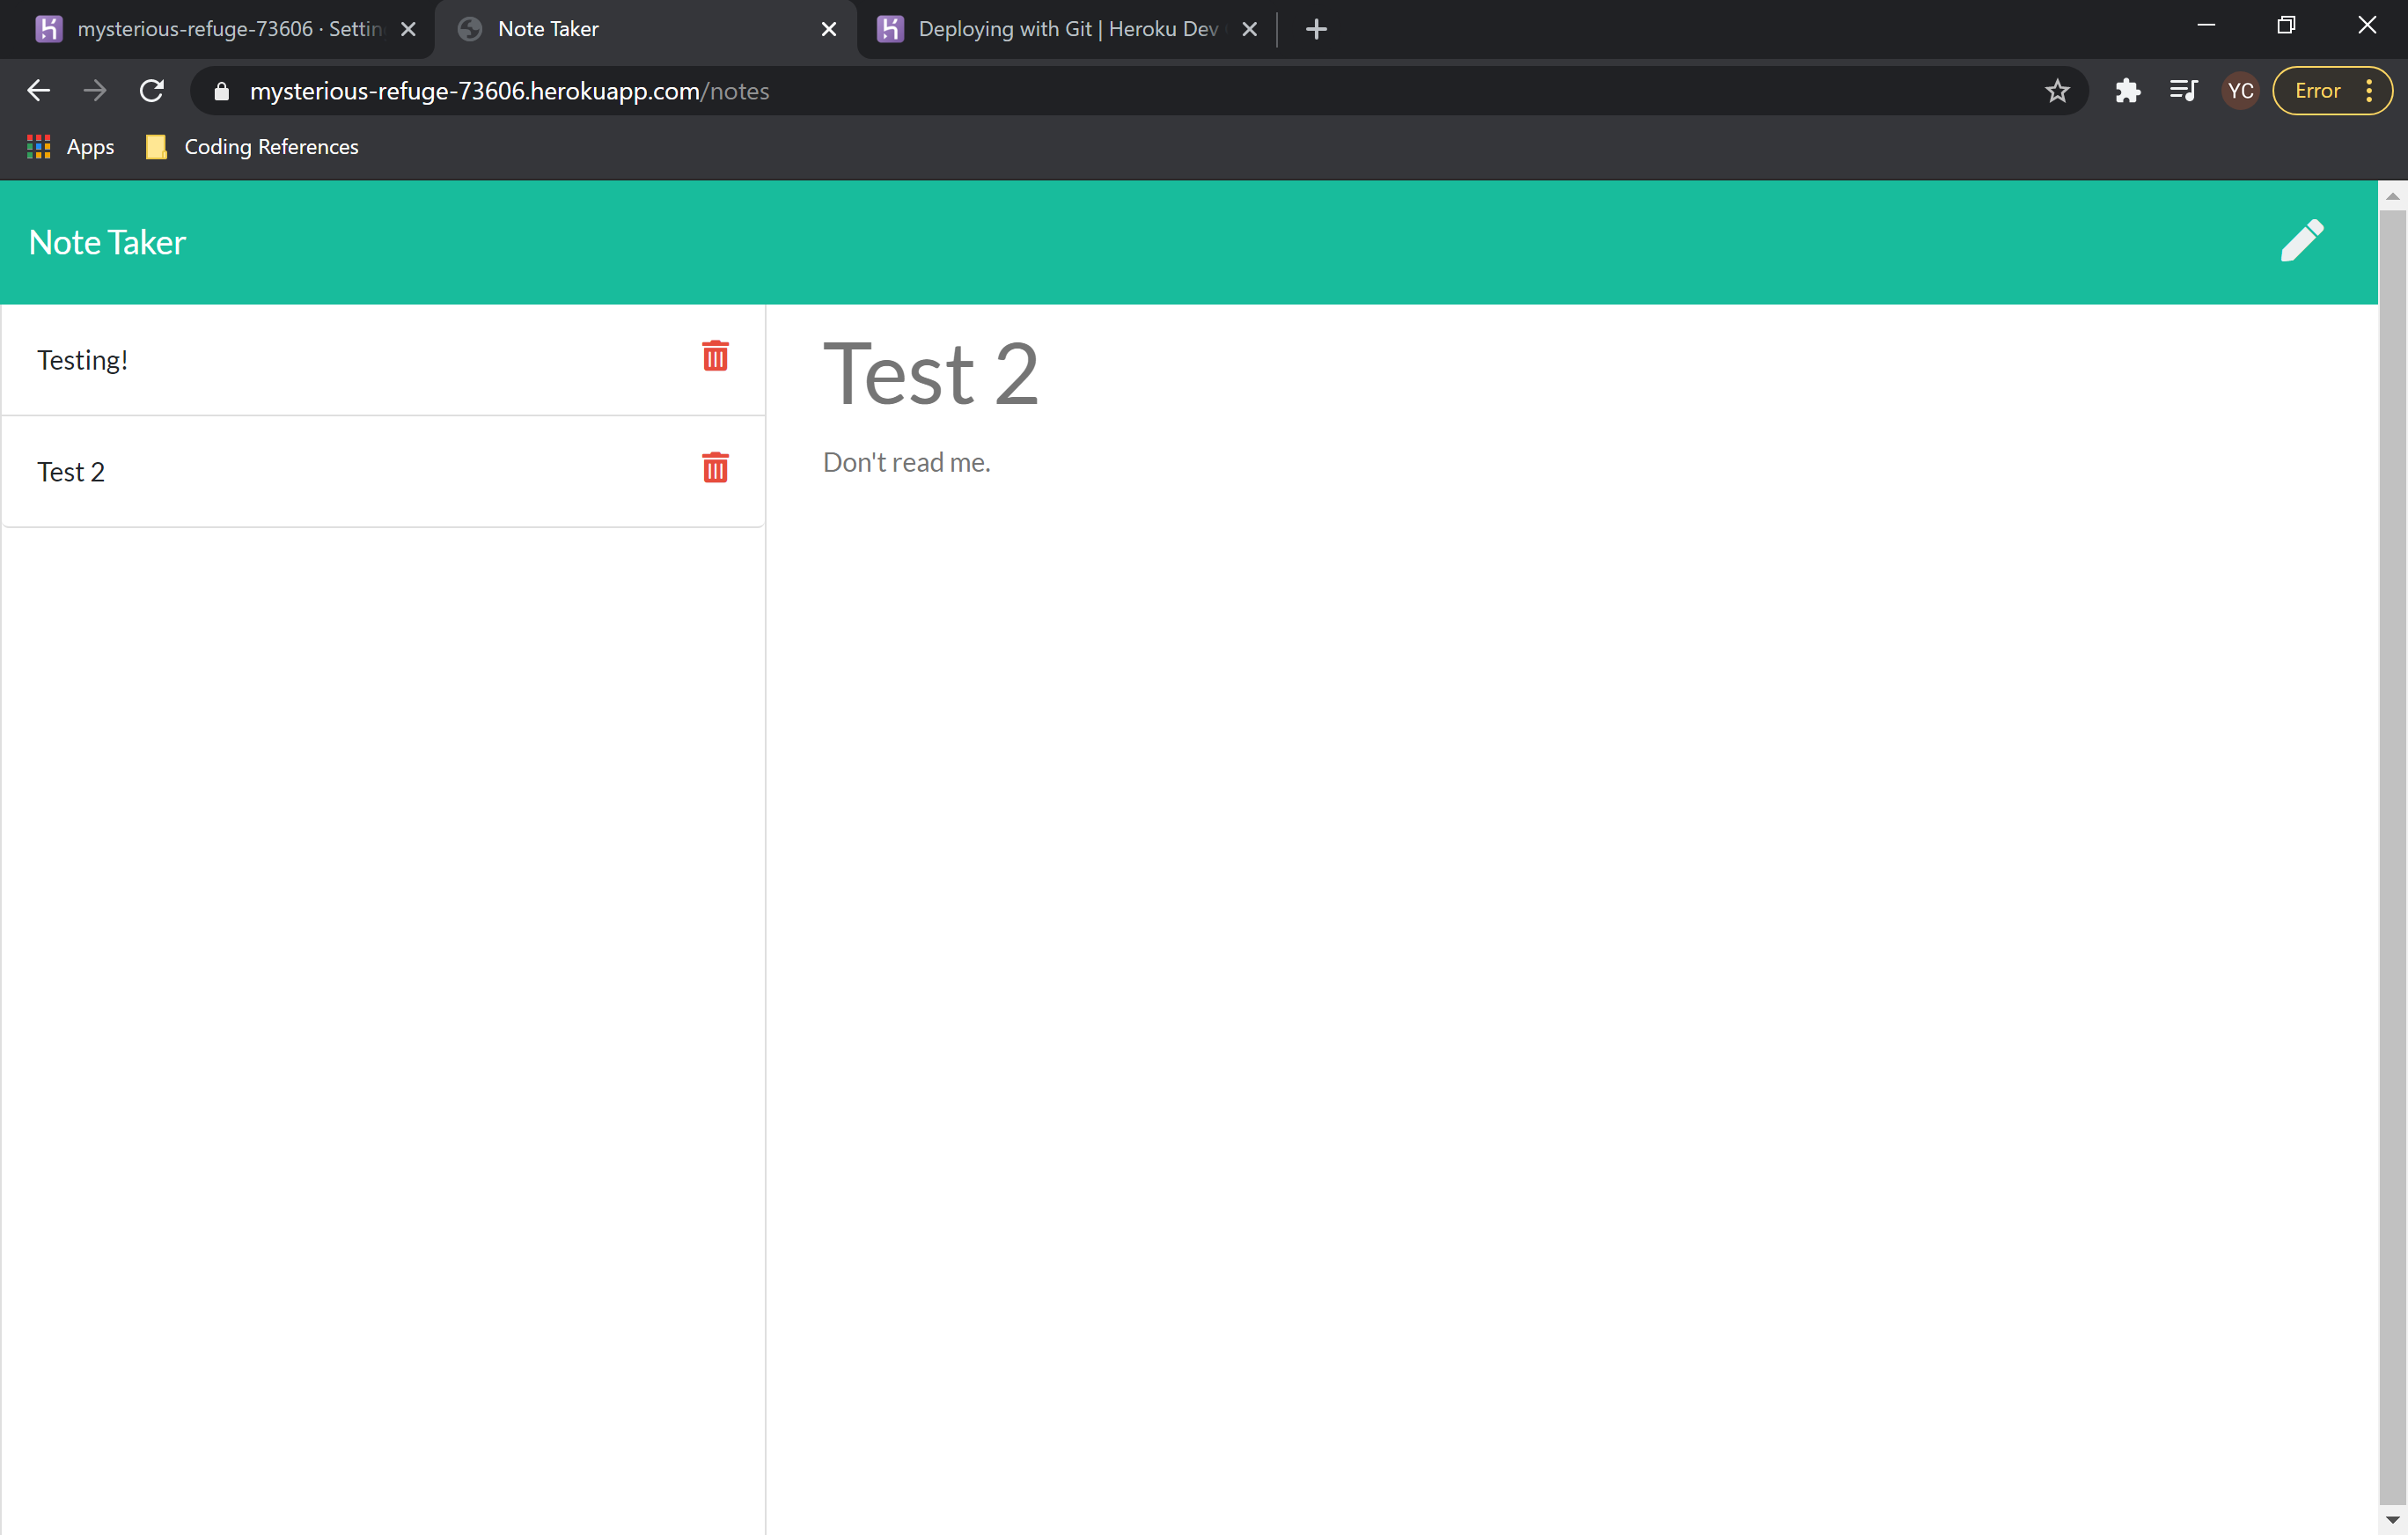 mysterious-refuge-73606 · Settin
Note Taker
Deploying with Git | Heroku Dev
mysterious-refuge-73606.herokuapp.com/notes
YC
Error
Apps
Coding References
Note Taker
Testing!
Test 2
Test 2
Don't read me.